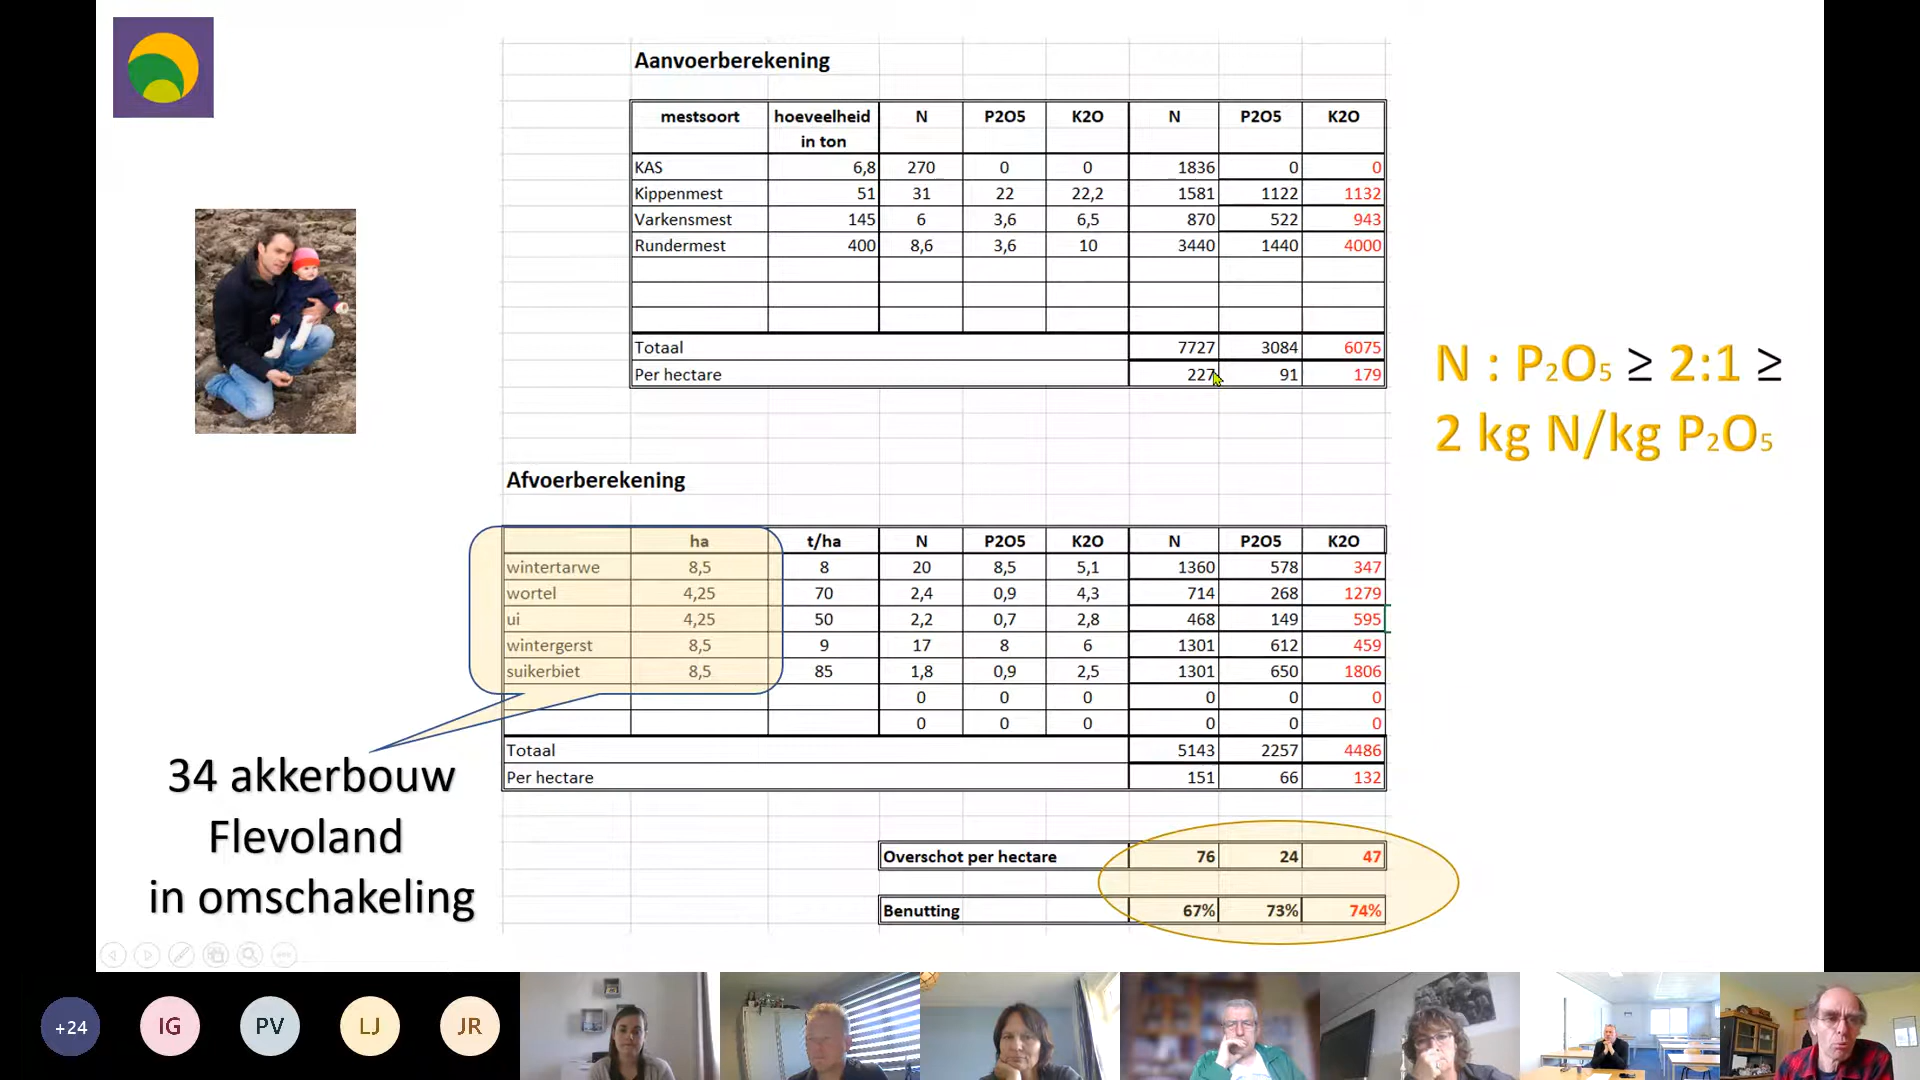 Aanvoerberekening
mestsoort hoeveelheid in ton N P2O5 K2O N P2O5 K2O
KAS 6,8 270 0 0 1836 0 0
Kippenmest 51 31 22 22,2 1581 1122 1132
Varkensmest 145 6 3,6 6,5 870 522 943
Rundermest 400 8,6 3,6 10 3440 1440 4000
Totaal 7727 3084 6075
Per hectare 227 91 179
N : P₂O₅ ≥ 2:1 ≥
2 kg N/kg P₂O₅
Afvoerberekening
ha t/ha N P2O5 K2O N P2O5 K2O
wintertarwe 8,5 8 20 8,5 5,1 1360 578 347
wortel 4,25 70 2,4 0,9 4,3 714 268 1279
ui 4,25 50 2,2 0,7 2,8 468 149 595
wintergerst 8,5 9 17 8 6 1301 612 459
suikerbiet 8,5 85 1,8 0,9 2,5 1301 650 1806
0 0 0 0 0 0
0 0 0 0 0 0
Totaal 5143 2257 4486
Per hectare 151 66 132
Overschot per hectare 76 24 47
Benutting 67% 73% 74%
34 akkerbouw
Flevoland
in omschakeling
+24 IG PV LJ JR